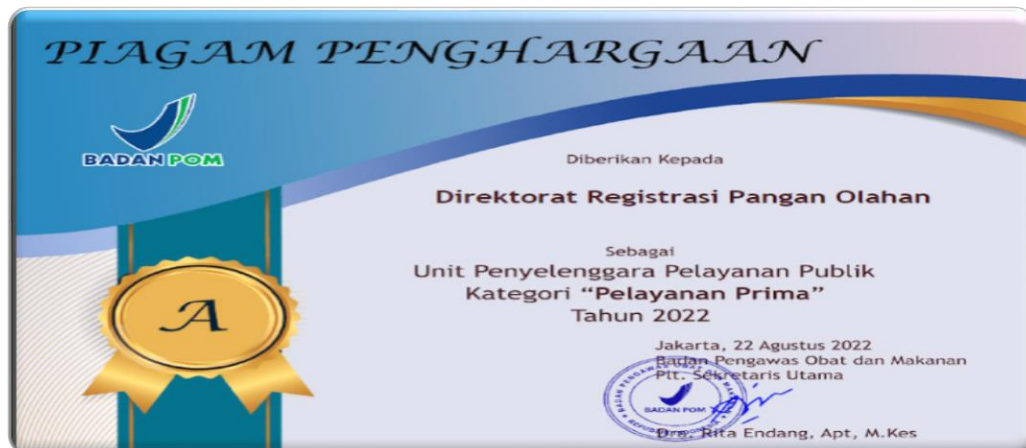 PIAGAM PENGHARGAAN
BADAN POM
Diberikan Kepada
Direktorat Registrasi Pangan Olahan
Sebagai
Unit Penyelenggara Pelayanan Publik
Kategori “Pelayanan Prima”
Tahun 2022
A
Jakarta, 22 Agustus 2022
Badan Pengawas Obat dan Makanan
Plt. Sekretaris Utama
BADAN POM
Dra. Rita Endang, Apt, M.Kes